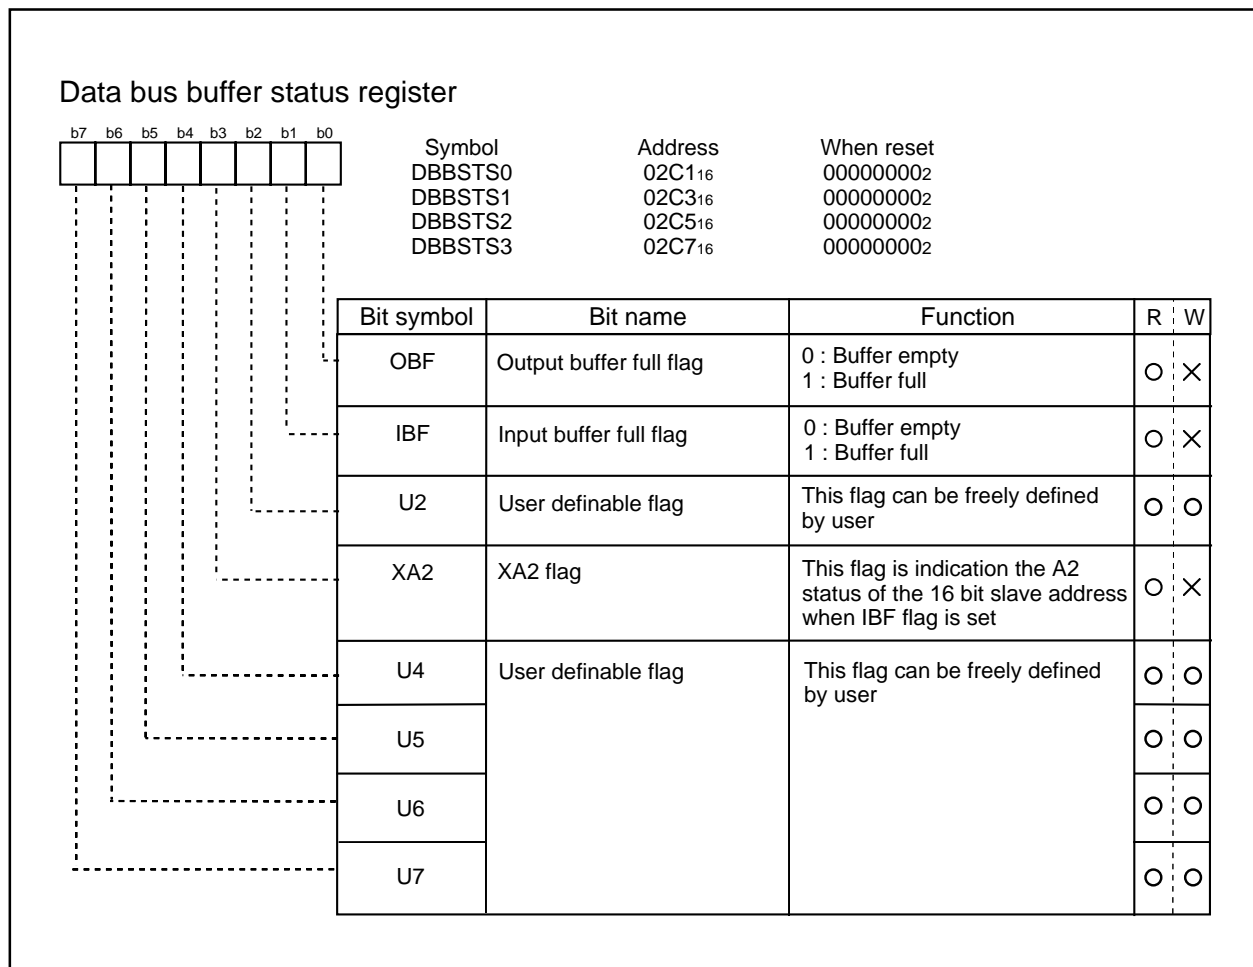 Data bus buffer status register
b7 b6 b5 b4 b3 b2 b1 b0
Symbol Address When reset
DBBSTS0 02C116 000000002
DBBSTS1 02C316 000000002
DBBSTS2 02C516 000000002
DBBSTS3 02C716 000000002
Bit symbol Bit name Function R W
OBF Output buffer full flag 0 : Buffer empty
1 : Buffer full
IBF Input buffer full flag 0 : Buffer empty
1 : Buffer full
U2 User definable flag This flag can be freely defined
by user
XA2 XA2 flag This flag is indication the A2
status of the 16 bit slave address
when IBF flag is set
U4 User definable flag This flag can be freely defined
by user
U5
U6
U7